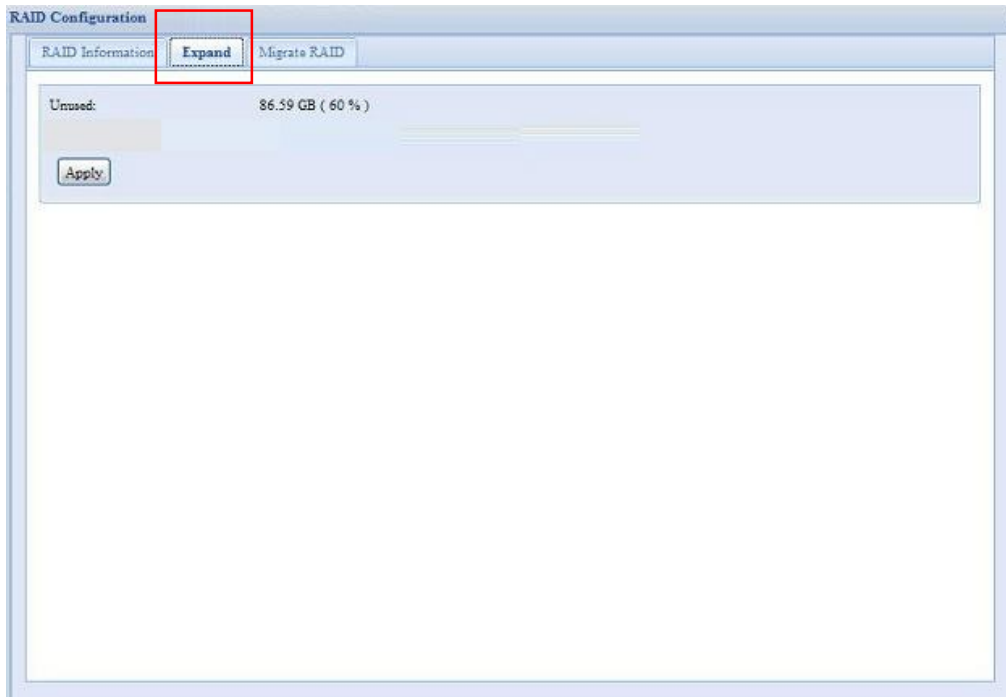 RAID Configuration
RAID Information Expand Migrate RAID
Unused: 86.59 GB ( 60 % )
Apply